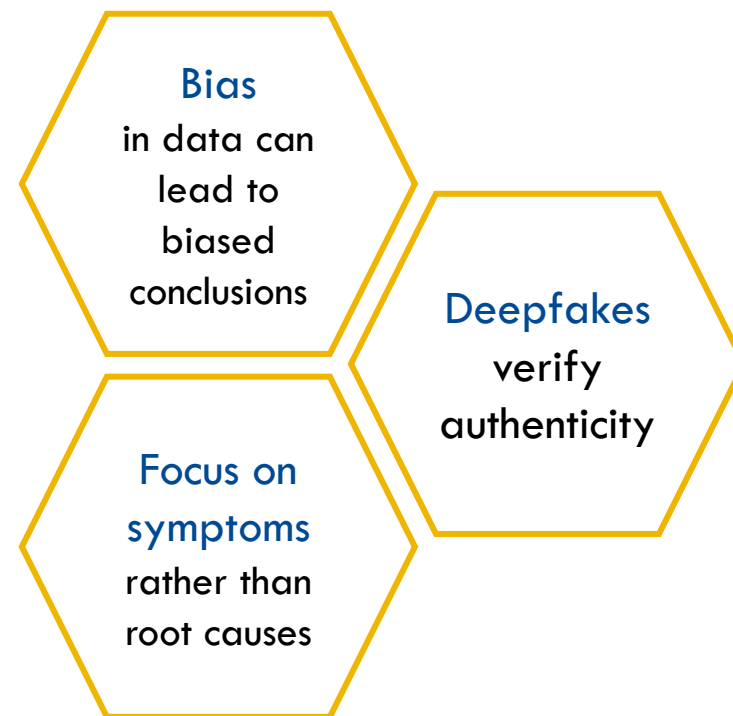 Bias
in data can
lead to
biased
conclusions
Deepfakes
verify
authenticity
Focus on
symptoms
rather than
root causes